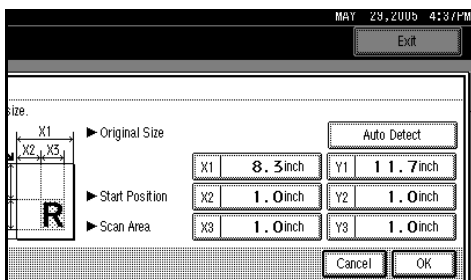 MAY 29,2005 4:37PM
Exit
size.
X1
X2 X3
R
► Original Size
Auto Detect
X1 8.3inch Y1 11.7inch
► Start Position X2 1.0inch Y2 1.0inch
► Scan Area X3 1.0inch Y3 1.0inch
Cancel OK